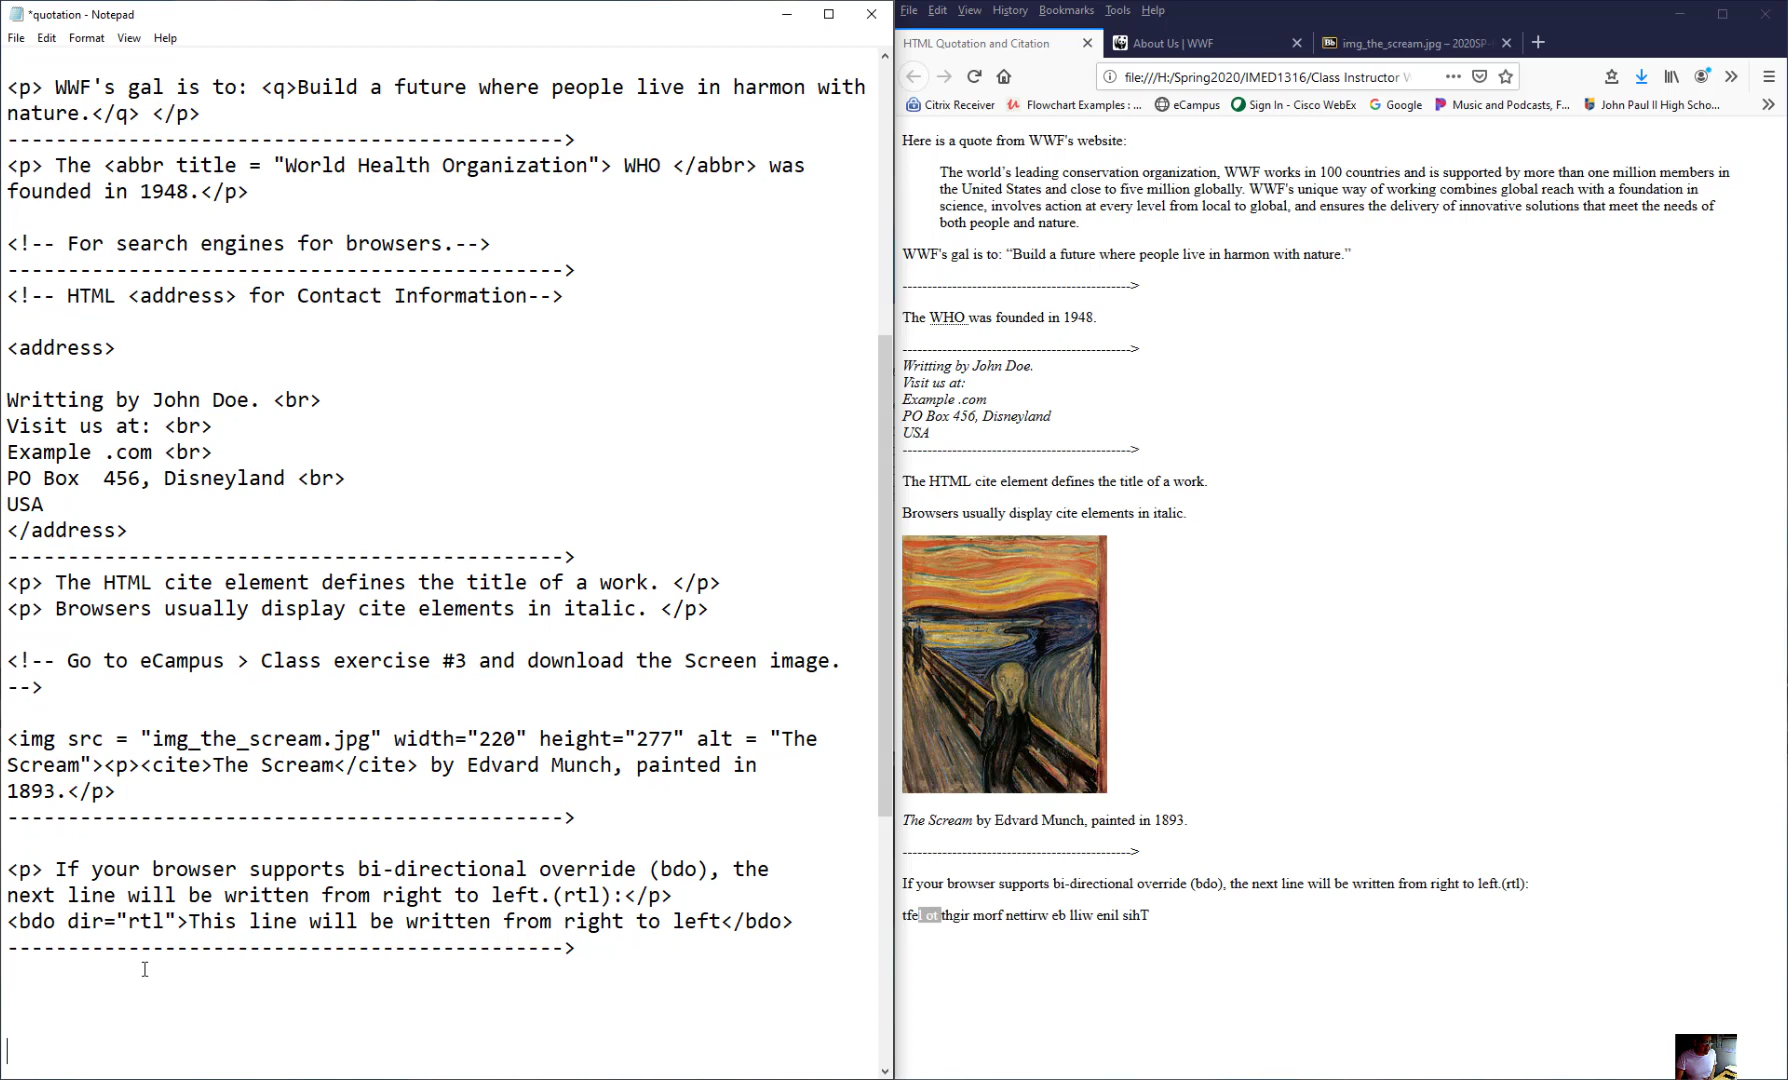 *quotation - Notepad
File Edit Format View Help
<p> WWF's gal is to: <q>Build a future where people live in harmon with
nature.</q> </p>
---------------------------------------------->
<p> The <abbr title = "World Health Organization"> WHO </abbr> was
founded in 1948.</p>
<!-- For search engines for browsers.-->
---------------------------------------------->
<!-- HTML <address> for Contact Information-->
<address>
Writting by John Doe. <br>
Visit us at: <br>
Example .com <br>
PO Box  456, Disneyland <br>
USA
</address>
---------------------------------------------->
<p> The HTML cite element defines the title of a work. </p>
<p> Browsers usually display cite elements in italic. </p>
<!-- Go to eCampus > Class exercise #3 and download the Screen image.
-->
<img src = "img_the_scream.jpg" width="220" height="277" alt = "The
Scream"><p><cite>The Scream</cite> by Edvard Munch, painted in
1893.</p>
---------------------------------------------->
<p> If your browser supports bi-directional override (bdo), the
next line will be written from right to left.(rtl):</p>
<bdo dir="rtl">This line will be written from right to left</bdo>
---------------------------------------------->
File Edit View History Bookmarks Tools Help
HTML Quotation and Citation About Us | WWF Bb img_the_scream.jpg – 2020SP-
file:///H:/Spring2020/IMED1316/Class Instructor
Citrix Receiver Flowchart Examples : ... eCampus Sign In - Cisco WebEx Google Music and Podcasts, F... John Paul II High Scho...
Here is a quote from WWF's website:
The world’s leading conservation organization, WWF works in 100 countries and is supported by more than one million members in
the United States and close to five million globally. WWF's unique way of working combines global reach with a foundation in
science, involves action at every level from local to global, and ensures the delivery of innovative solutions that meet the needs of
both people and nature.
WWF's gal is to: “Build a future where people live in harmon with nature.”
---------------------------------------------->
The WHO was founded in 1948.
---------------------------------------------->
Writting by John Doe.
Visit us at:
Example .com
PO Box 456, Disneyland
USA
---------------------------------------------->
The HTML cite element defines the title of a work.
Browsers usually display cite elements in italic.
The Scream by Edvard Munch, painted in 1893.
---------------------------------------------->
If your browser supports bi-directional override (bdo), the next line will be written from right to left.(rtl):
tfel ot thgir morf nettirw eb lliw enil sihT